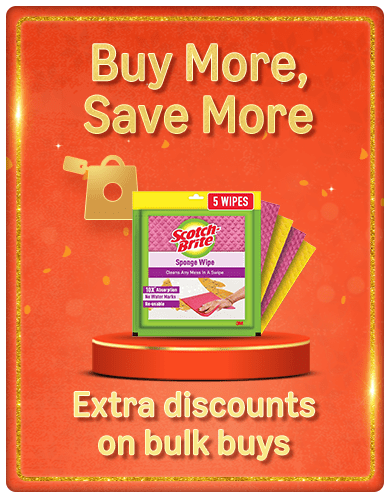 Buy More,
Save More
5 WIPES
Scotch-
Brite
Sponge Wipe
Cleans Any Mess In A Swipe
10X Absorption
No Water Marks
Re-usable
3M
Extra discounts
on bulk buys